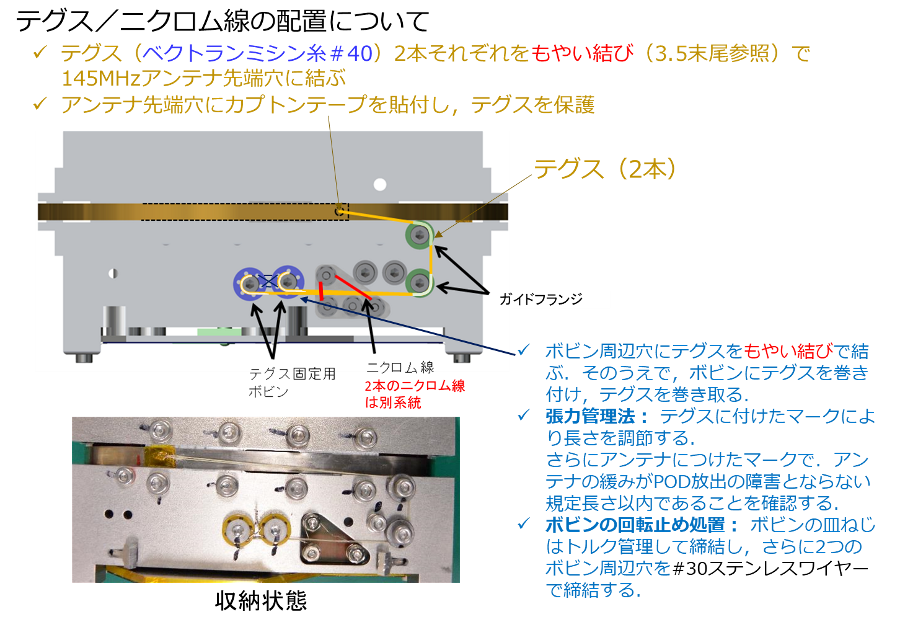 テグス／ニクロム線の配置について
✓ テグス（ベクトランミシン糸＃40）2本それぞれをもやい結び（3.5末尾参照）で
145MHzアンテナ先端穴に結ぶ
✓ アンテナ先端穴にカプトンテープを貼付し，テグスを保護
テグス（2本）
ガイドフランジ
テグス固定用
ボビン
ニクロム線
2本のニクロム線
は別系統
✓ ボビン周辺穴にテグスをもやい結びで結
ぶ．そのうえで，ボビンにテグスを巻き
付け，テグスを巻き取る．
✓ 張力管理法： テグスに付けたマークによ
り長さを調節する．
さらにアンテナにつけたマークで．アン
テナの緩みがPOD放出の障害とならない
規定長さ以内であることを確認する．
✓ ボビンの回転止め処置： ボビンの皿ねじ
はトルク管理して締結し，さらに2つの
ボビン周辺穴を#30ステンレスワイヤー
で締結する．
収納状態